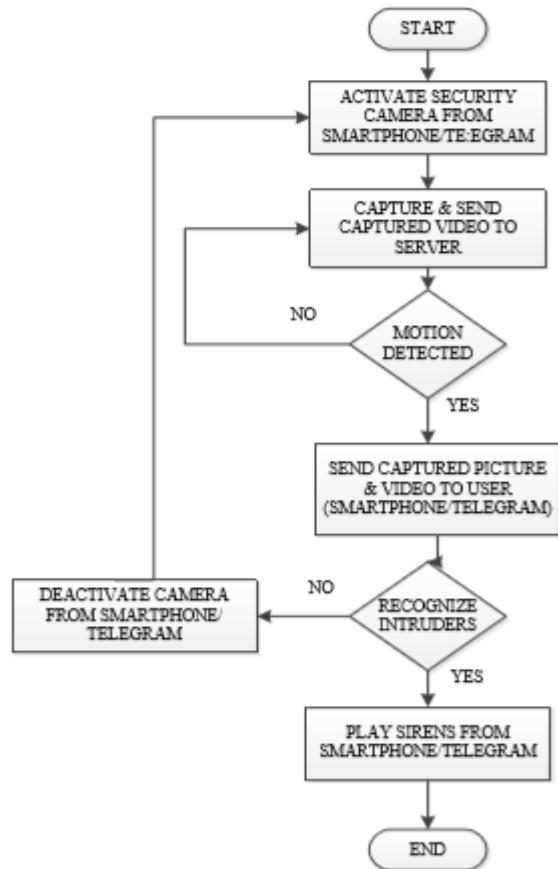 START
ACTIVATE SECURITY
CAMERA FROM
SMARTPHONE/TE:EGRAM
CAPTURE & SEND
CAPTURED VIDEO TO
SERVER
NO
MOTION
DETECTED
YES
SEND CAPTURED PICTURE
& VIDEO TO USER
(SMARTPHONE/TELEGRAM)
DEACTIVATE CAMERA
FROM SMARTPHONE/
TELEGRAM
NO
RECOGNIZE
INTRUDERS
YES
PLAY SIRENS FROM
SMARTPHONE/TELEGRAM
END